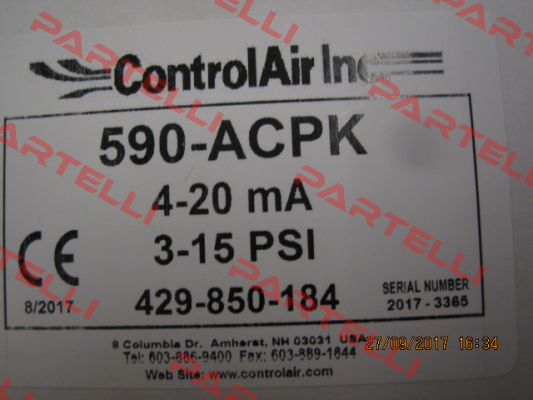 ControlAir Inc
590-ACPK
4-20 mA
3-15 PSI
CE
8/2017
429-850-184
SERIAL NUMBER
2017 - 3365
8 Columbia Dr. Amherst, NH 03031 USA
Tel: 603-886-9400 Fax: 603-889-1844
Web Site: www.controlair.com
27/09/2017 16:34
PARTELLI
PARTELLI
PARTELLI
PARTELLI
PARTELLI